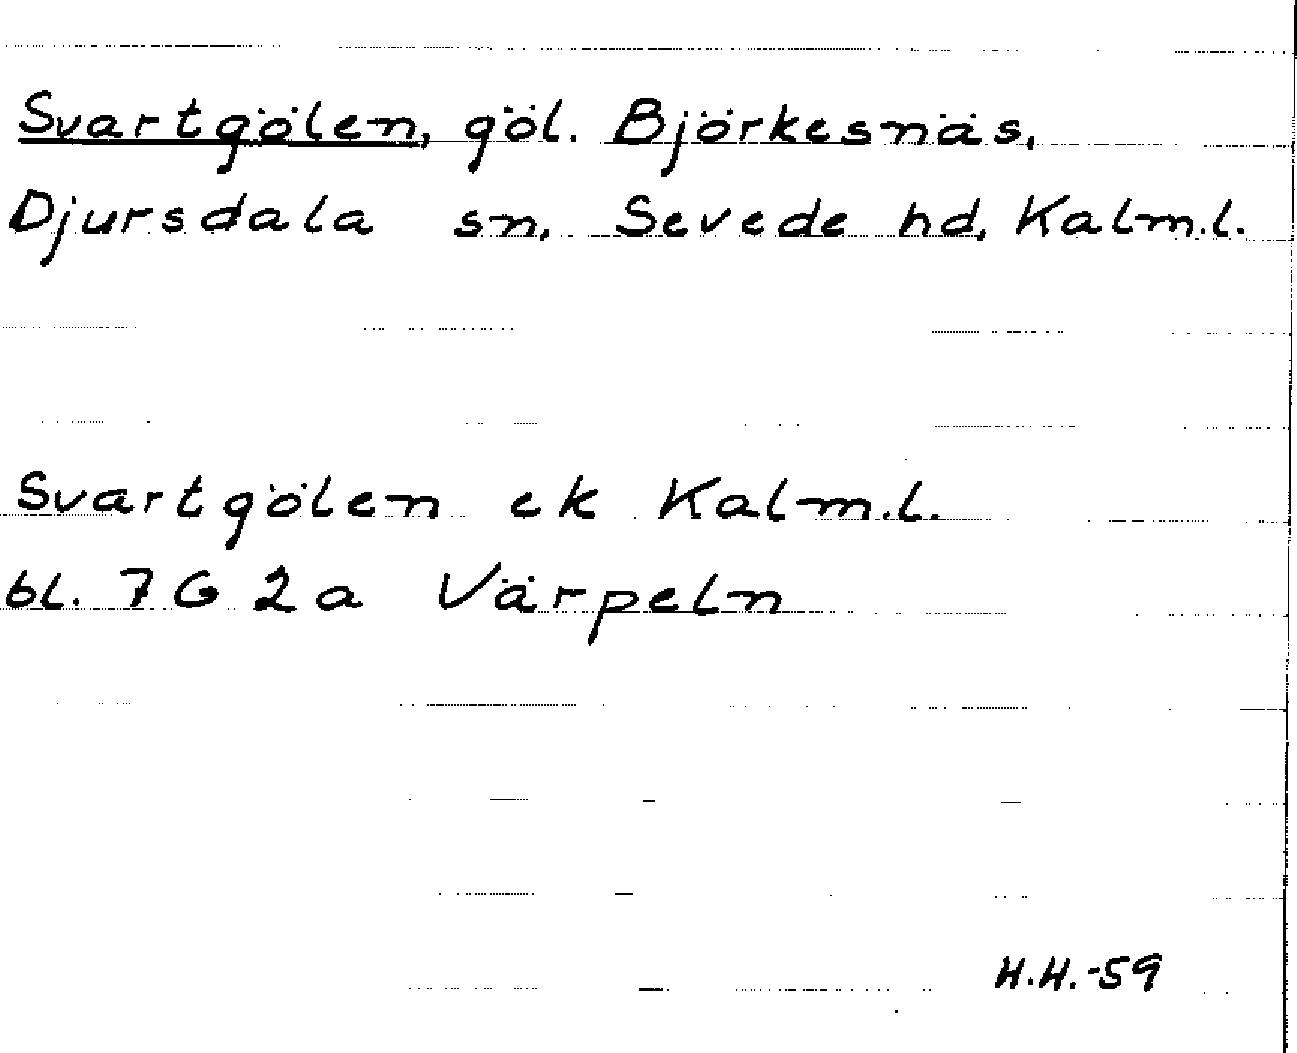 Svartgölen, göl. Björkesnäs,
Djursdala sn, Sevede hd, Kalm.l.
Svartgölen ek Kalm.l.
bl. 7G 2a Värpeln
H.H.-59